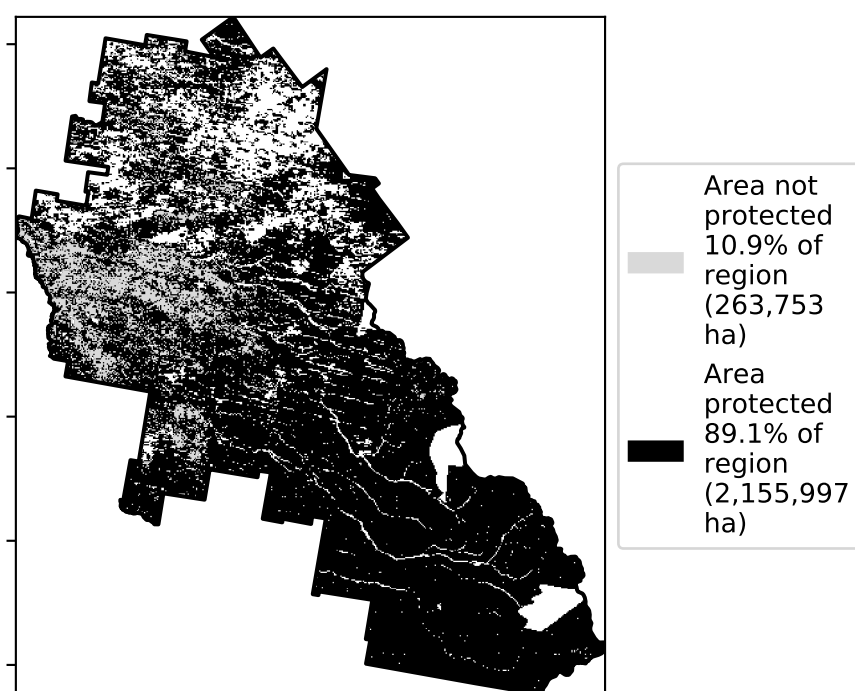 Area not
protected
10.9% of
region
(263,753
ha)
Area
protected
89.1% of
region
(2,155,997
ha)